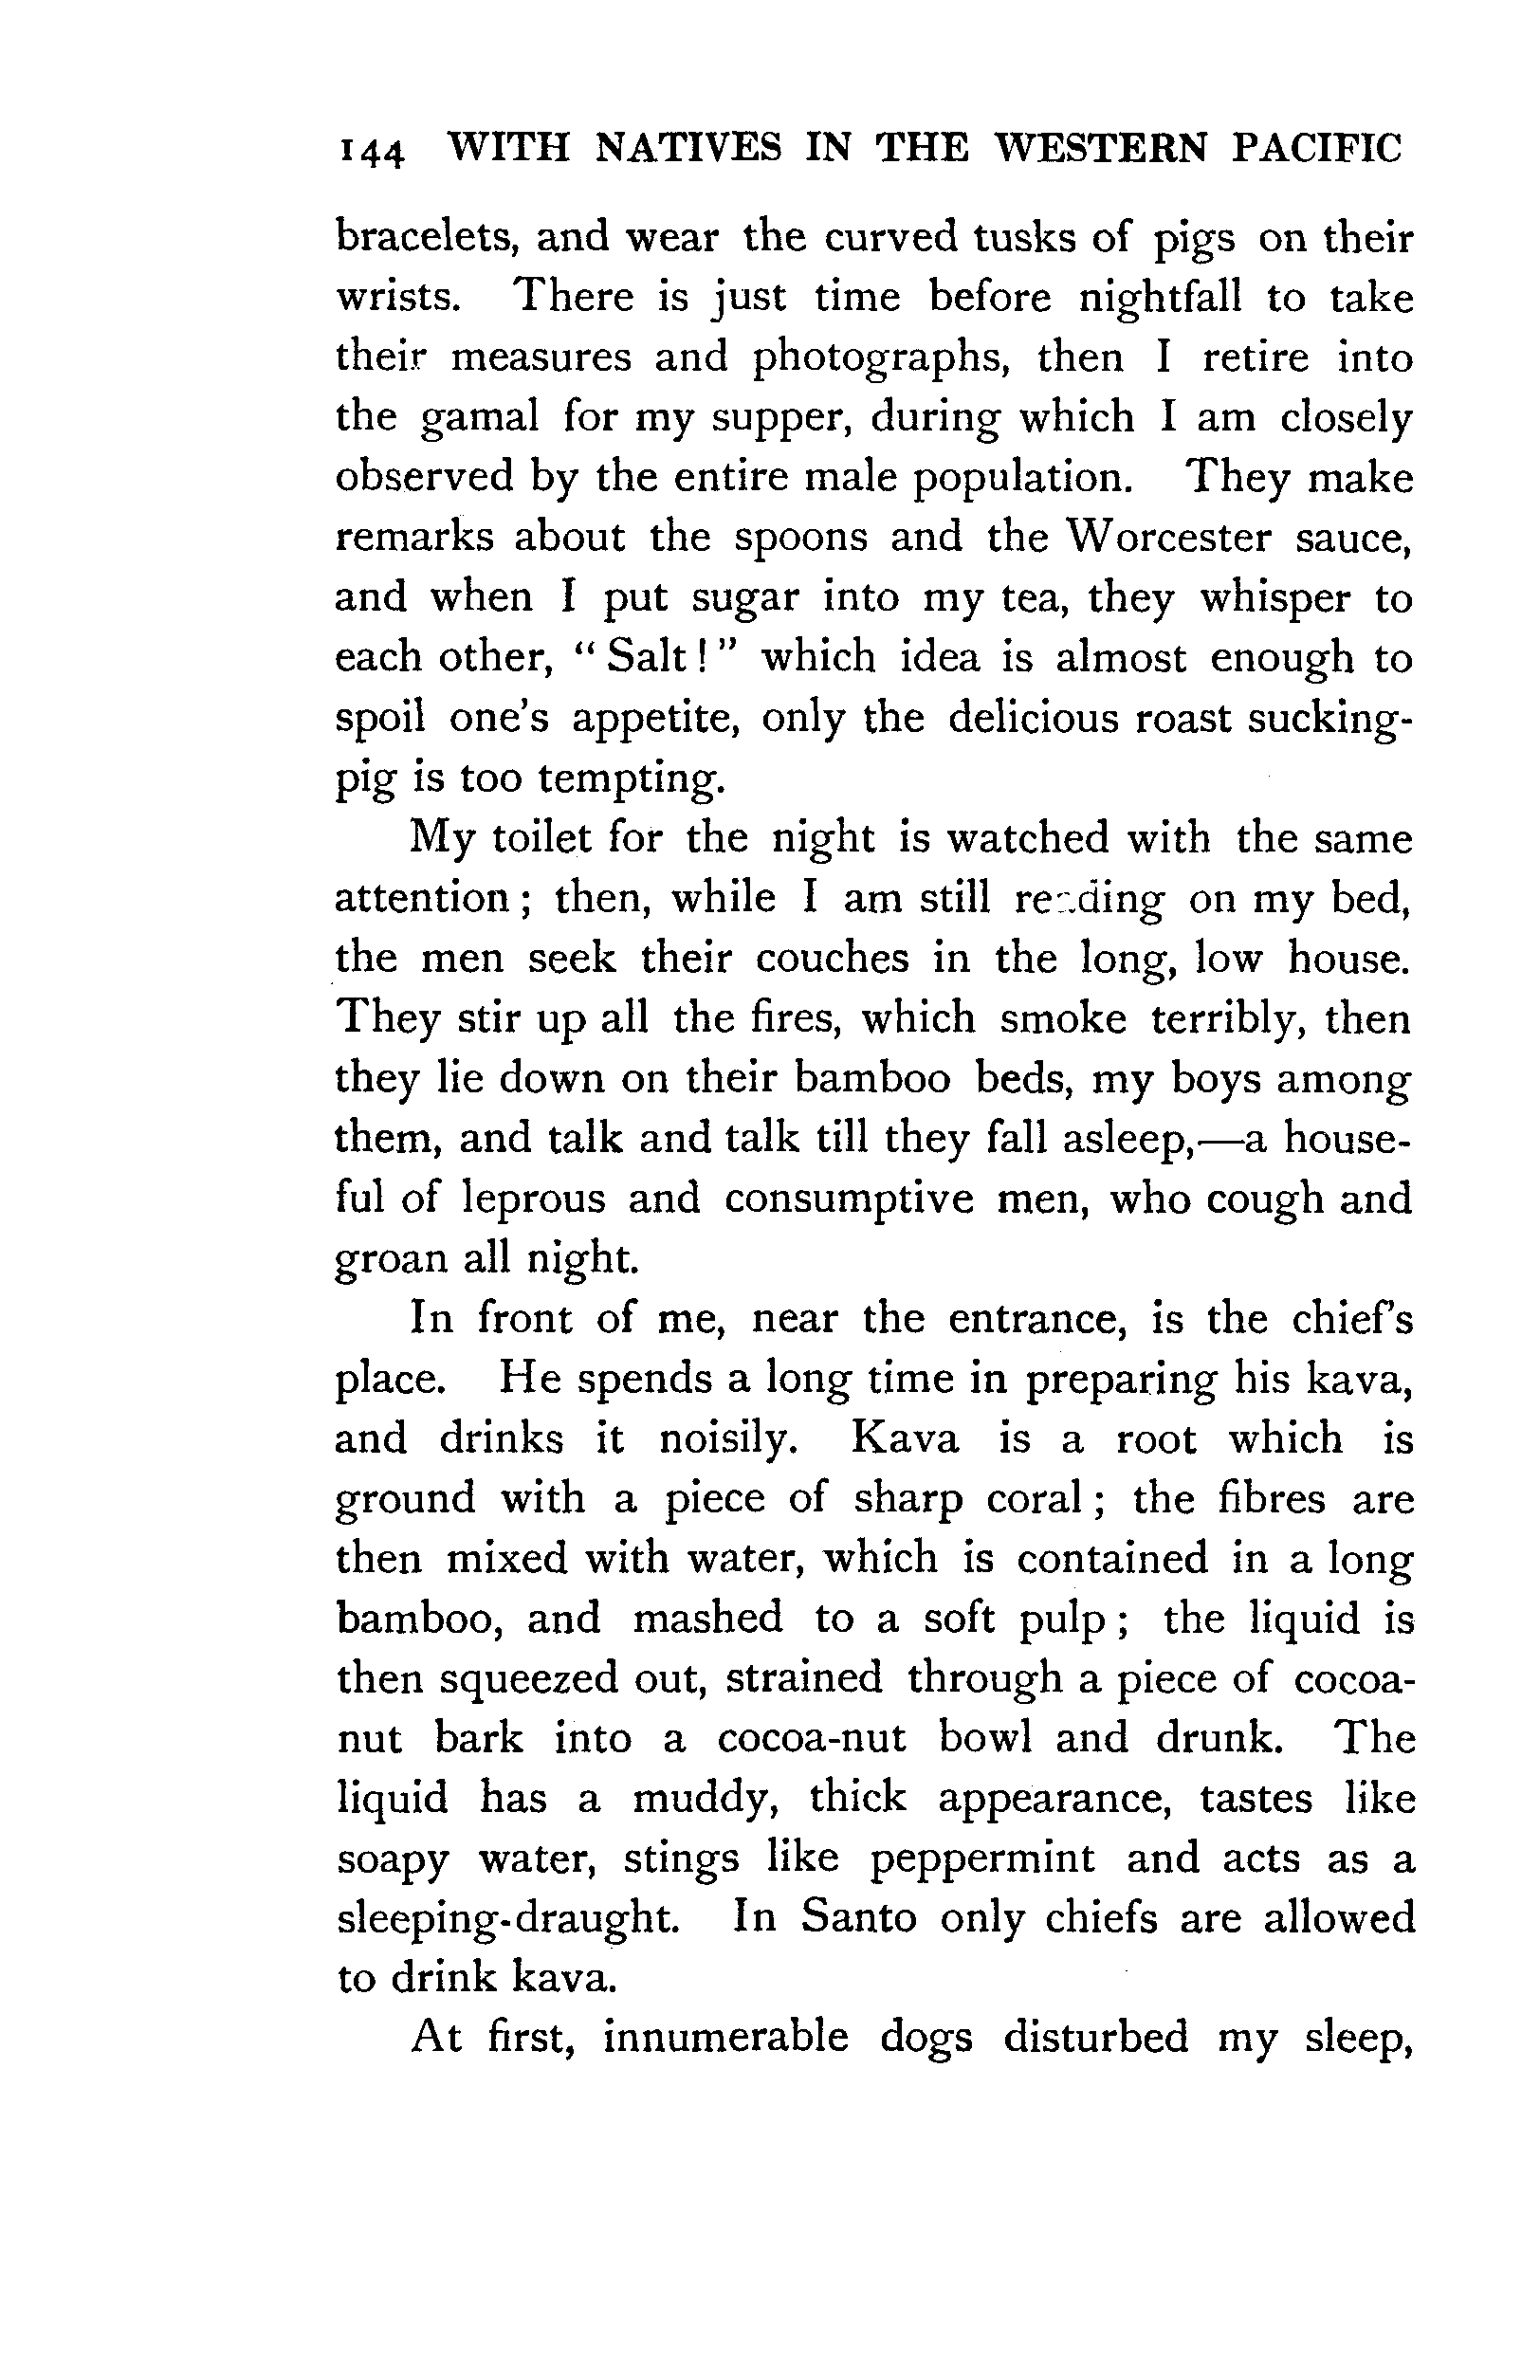 144 WITH NATIVES IN THE WESTERN PACIFIC
bracelets, and wear the curved tusks of pigs on their
wrists. There is just time before nightfall to take
their measures and photographs, then I retire into
the gamal for my supper, during which I am closely
observed by the entire male population. They make
remarks about the spoons and the Worcester sauce,
and when I put sugar into my tea, they whisper to
each other, “ Salt ! ” which idea is almost enough to
spoil one’s appetite, only the delicious roast sucking-
pig is too tempting.
My toilet for the night is watched with the same
attention ; then, while I am still reading on my bed,
the men seek their couches in the long, low house.
They stir up all the fires, which smoke terribly, then
they lie down on their bamboo beds, my boys among
them, and talk and talk till they fall asleep,—a house-
ful of leprous and consumptive men, who cough and
groan all night.
In front of me, near the entrance, is the chief’s
place. He spends a long time in preparing his kava,
and drinks it noisily. Kava is a root which is
ground with a piece of sharp coral ; the fibres are
then mixed with water, which is contained in a long
bamboo, and mashed to a soft pulp ; the liquid is
then squeezed out, strained through a piece of cocoa-
nut bark into a cocoa-nut bowl and drunk. The
liquid has a muddy, thick appearance, tastes like
soapy water, stings like peppermint and acts as a
sleeping-draught. In Santo only chiefs are allowed
to drink kava.
At first, innumerable dogs disturbed my sleep,